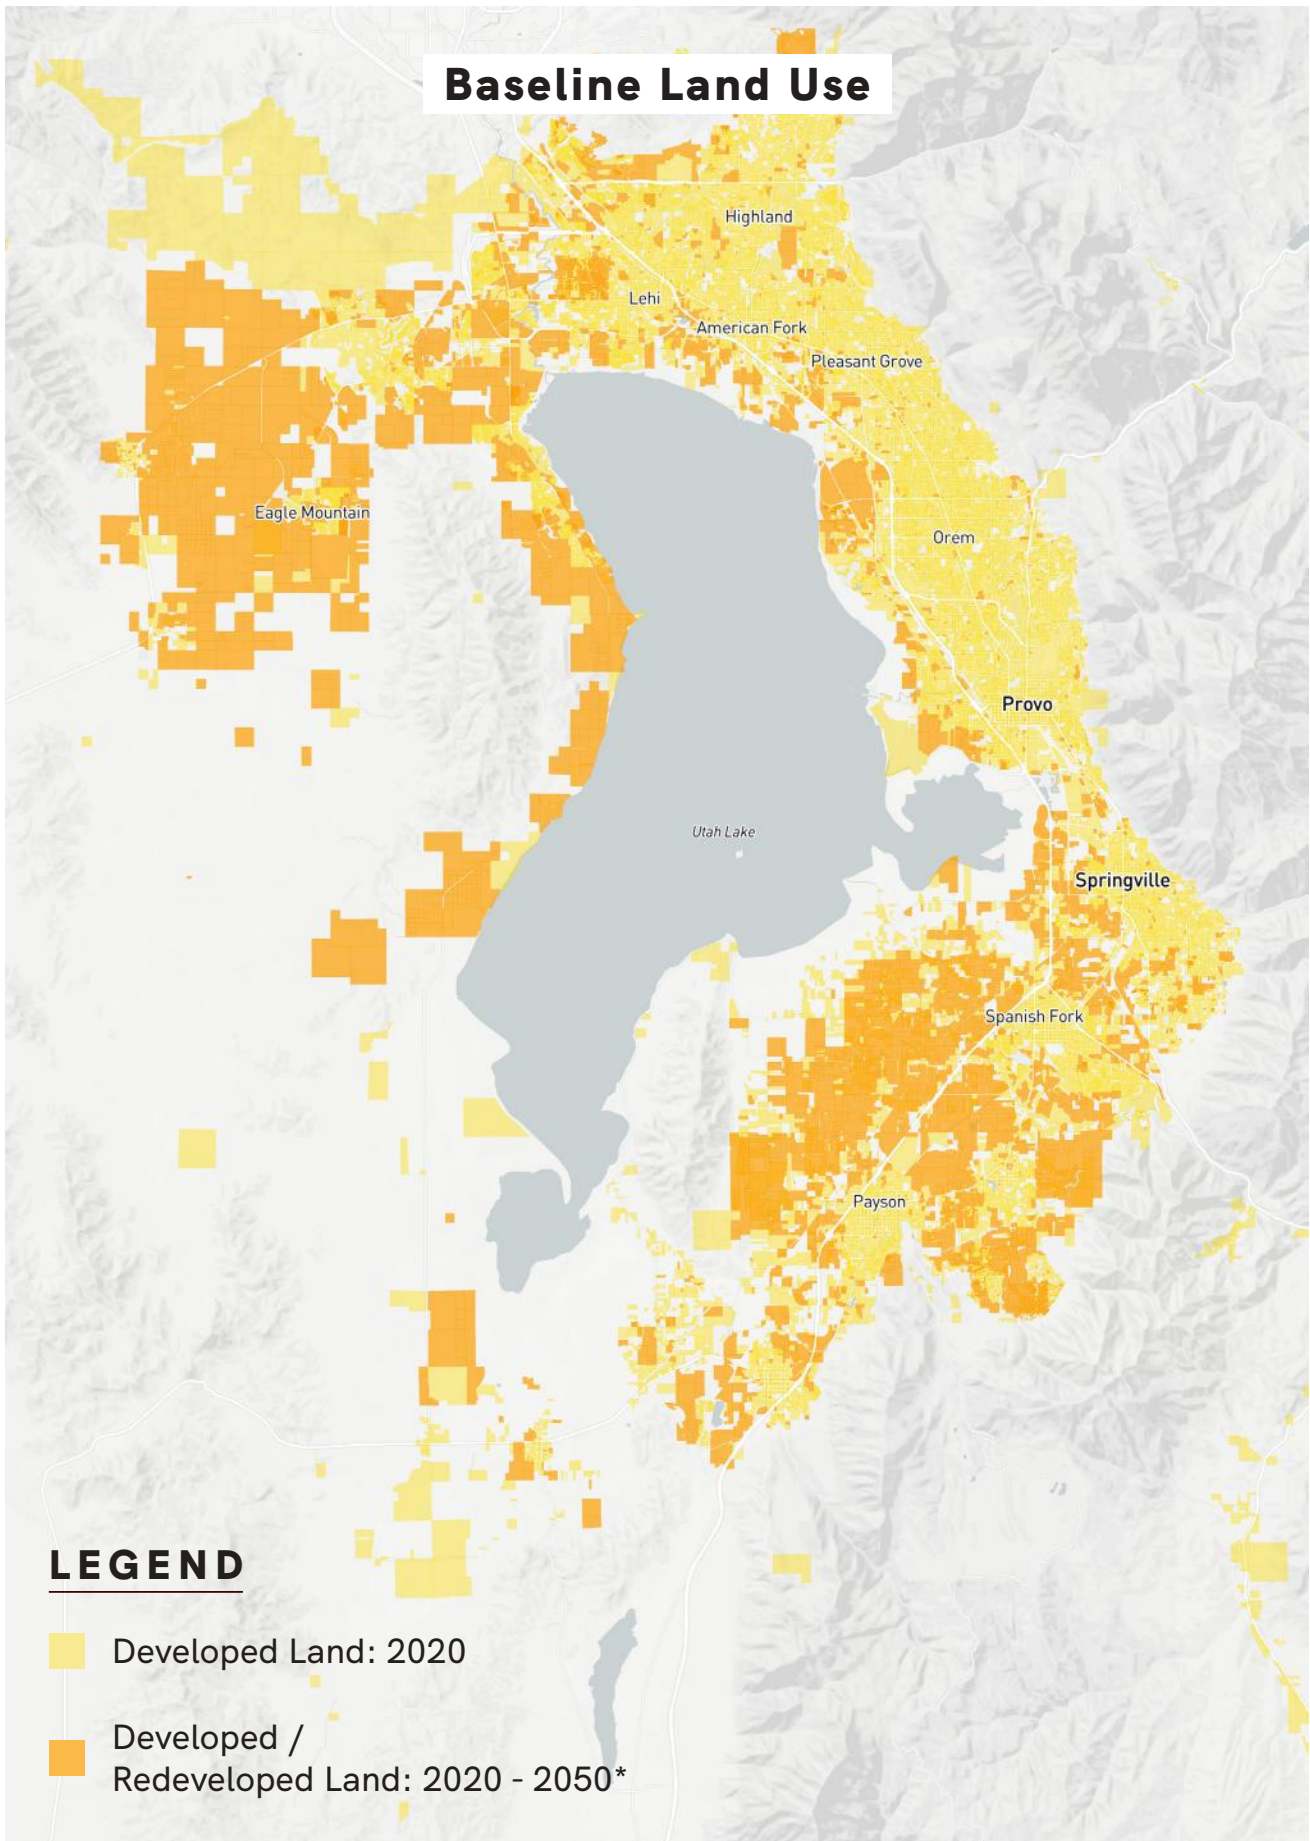 Baseline Land Use
Highland
Lehi
American Fork
Pleasant Grove
Eagle Mountain
Orem
Provo
Utah Lake
Springville
Spanish Fork
Payson
LEGEND
Developed Land: 2020
Developed /
Redeveloped Land: 2020 - 2050*